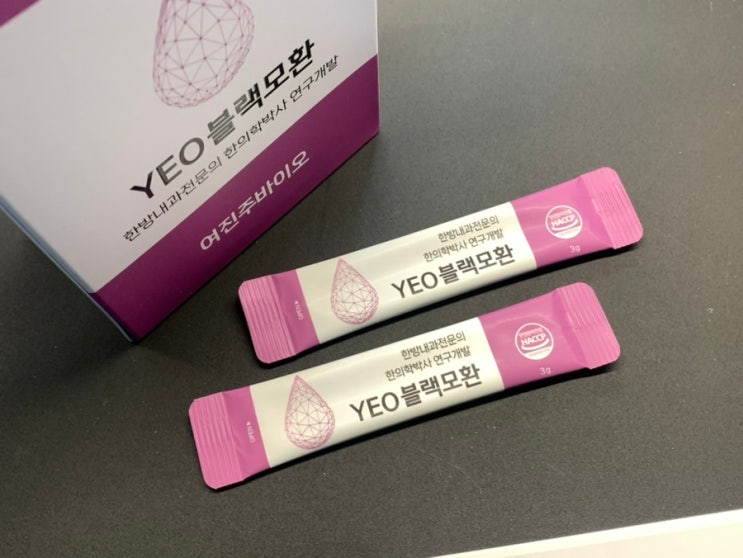 YEO블랙모환
한방내과전문의 한의학박사 연구개발
여진주바이오
한방내과전문의
한의학박사 연구개발
YEO블랙모환
HACCP
3g
OPEN
한방내과전문의
한의학박사 연구개발
YEO블랙모환
HACCP
3g
OPEN